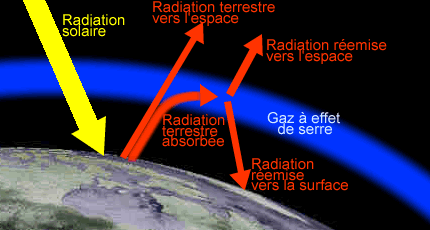 Radiation
solaire
Radiation terrestre
vers l'espace
Radiation réemise
vers l'espace
Gaz à effet
de serre
Radiation
terrestre
absorbée
Radiation
réemise
vers la surface